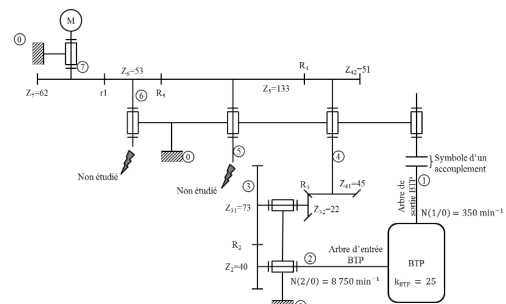 M
0
7
Z₆=53
R₄
Z₄₂=51
Z₇=62
r1
R₅
Z₅=133
6
0
5
4
Symbole d'un
accouplement
Non étudié
Non étudié
3
R₃
Z₄₁=45
Arbre de
sortie BTP
1
N(1/0) = 350 min⁻¹
Z₃₁=73
Z₃₂=22
R₂
2
Arbre d'entrée
BTP
BTP
Z₂=40
N(2/0) = 8 750 min⁻¹
k_BTP = 25